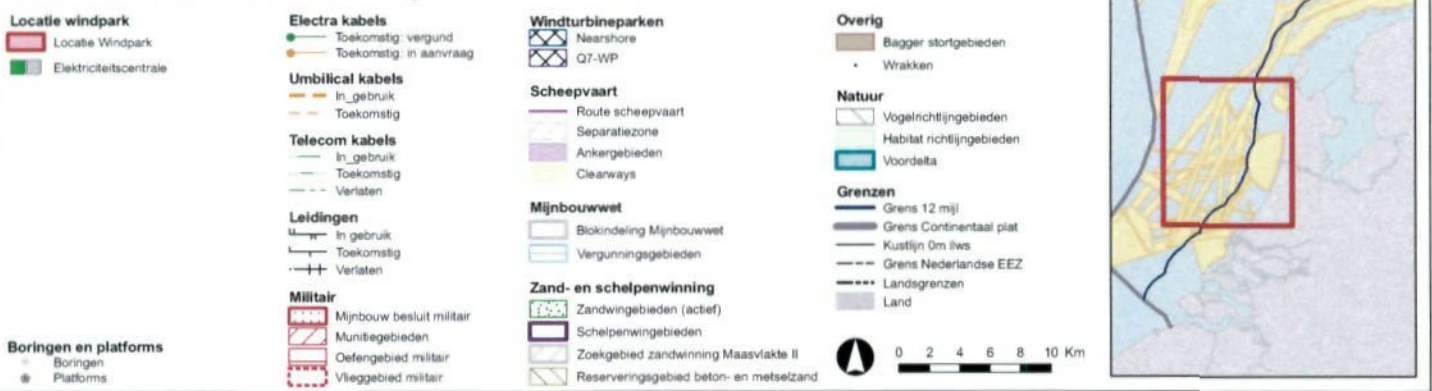 Locatie windpark
Locatie Windpark
Elektriciteitscentrale
Boringen en platforms
Boringen
Platforms
Electra kabels
Toekomstig: vergund
Toekomstig: in aanvraag
Umbilical kabels
In_gebruik
Toekomstig
Telecom kabels
In_gebruik
Toekomstig
Verlaten
Leidingen
In gebruik
Toekomstig
Verlaten
Militair
Mijnbouw besluit militair
Munitiegebieden
Oefengebied militair
Vlieggebied militair
Windturbineparken
Nearshore
Q7-WP
Scheepvaart
Route scheepvaart
Separatiezone
Ankergebieden
Clearways
Mijnbouwwet
Blokindeling Mijnbouwwet
Vergunningsgebieden
Zand- en schelpenwinning
Zandwingebieden (actief)
Schelpenwingebieden
Zoekgebied zandwinning Maasvlakte II
Reserveringsgebied beton- en metselzand
Overig
Bagger stortgebieden
Wrakken
Natuur
Vogelrichtlijngebieden
Habitat richtlijngebieden
Voordelta
Grenzen
Grens 12 mijl
Grens Continentaal plat
Kustlijn 0m ilws
Grens Nederlandse EEZ
Landsgrenzen
Land
0 2 4 6 8 10 Km